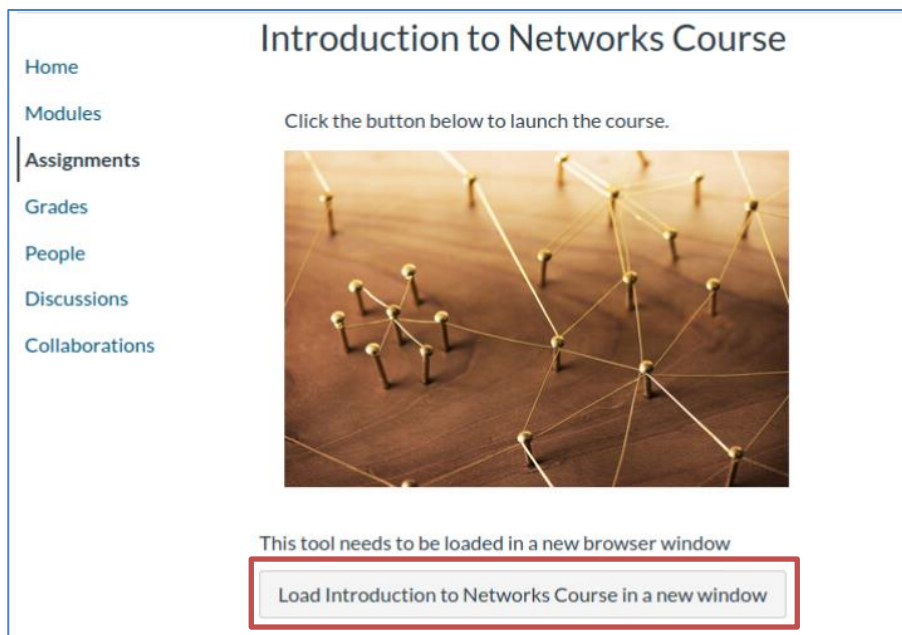 Introduction to Networks Course
Home
Modules
Assignments
Grades
People
Discussions
Collaborations
Click the button below to launch the course.
This tool needs to be loaded in a new browser window
Load Introduction to Networks Course in a new window